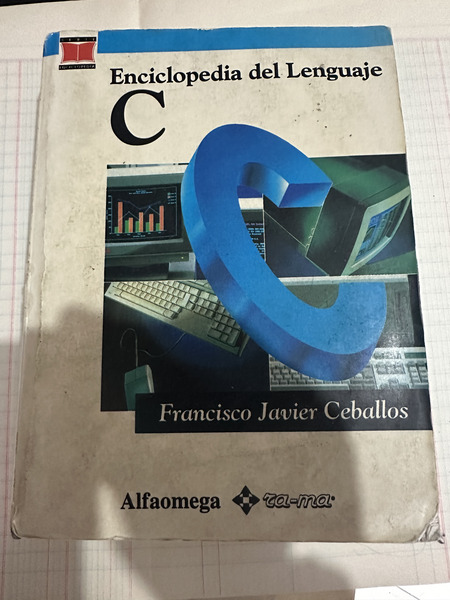 Enciclopedia del Lenguaje
C
Francisco Javier Ceballos
Alfaomega ra-ma